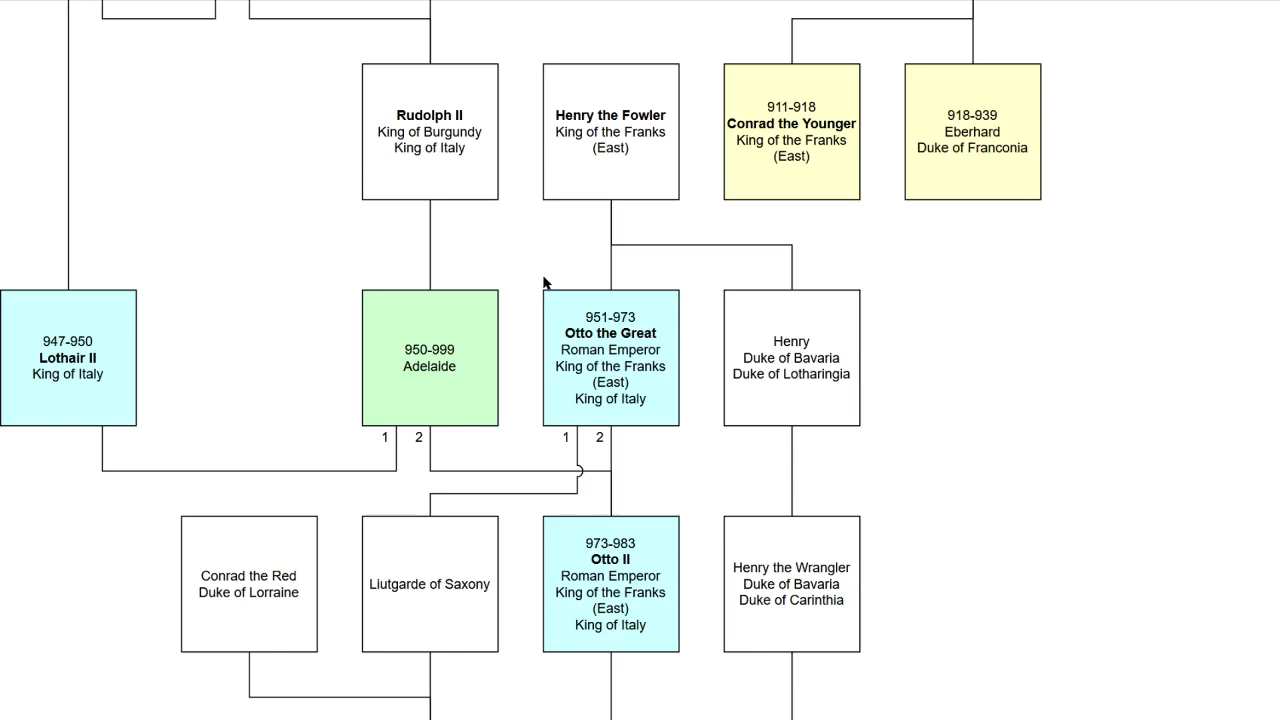 Rudolph II
King of Burgundy
King of Italy
Henry the Fowler
King of the Franks
(East)
911-918
Conrad the Younger
King of the Franks
(East)
918-939
Eberhard
Duke of Franconia
947-950
Lothair II
King of Italy
950-999
Adelaide
951-973
Otto the Great
Roman Emperor
King of the Franks
(East)
King of Italy
Henry
Duke of Bavaria
Duke of Lotharingia
1
2
1
2
Conrad the Red
Duke of Lorraine
Liutgarde of Saxony
973-983
Otto II
Roman Emperor
King of the Franks
(East)
King of Italy
Henry the Wrangler
Duke of Bavaria
Duke of Carinthia